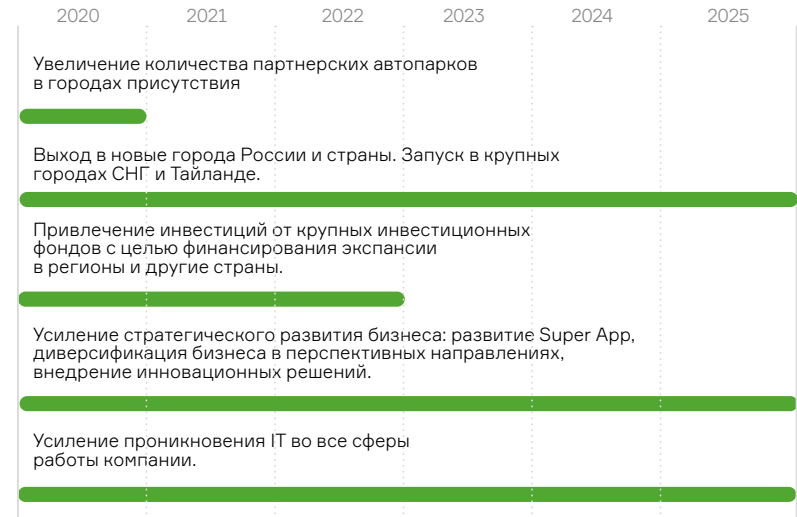 2020 2021 2022 2023 2024 2025
Увеличение количества партнерских автопарков
в городах присутствия
Выход в новые города России и страны. Запуск в крупных
городах СНГ и Тайланде.
Привлечение инвестиций от крупных инвестиционных
фондов с целью финансирования экспансии
в регионы и другие страны.
Усиление стратегического развития бизнеса: развитие Super App,
диверсификация бизнеса в перспективных направлениях,
внедрение инновационных решений.
Усиление проникновения IT во все сферы
работы компании.